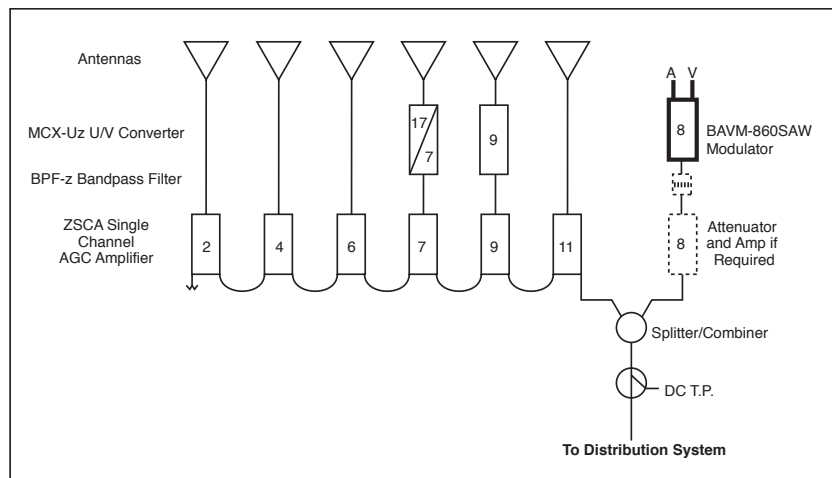 Antennas
A V
MCX-Uz U/V Converter
17
7
9
8
BAVM-860SAW
Modulator
BPF-z Bandpass Filter
ZSCA Single
Channel
AGC Amplifier
2
4
6
7
9
11
8
Attenuator
and Amp if
Required
Splitter/Combiner
DC T.P.
To Distribution System